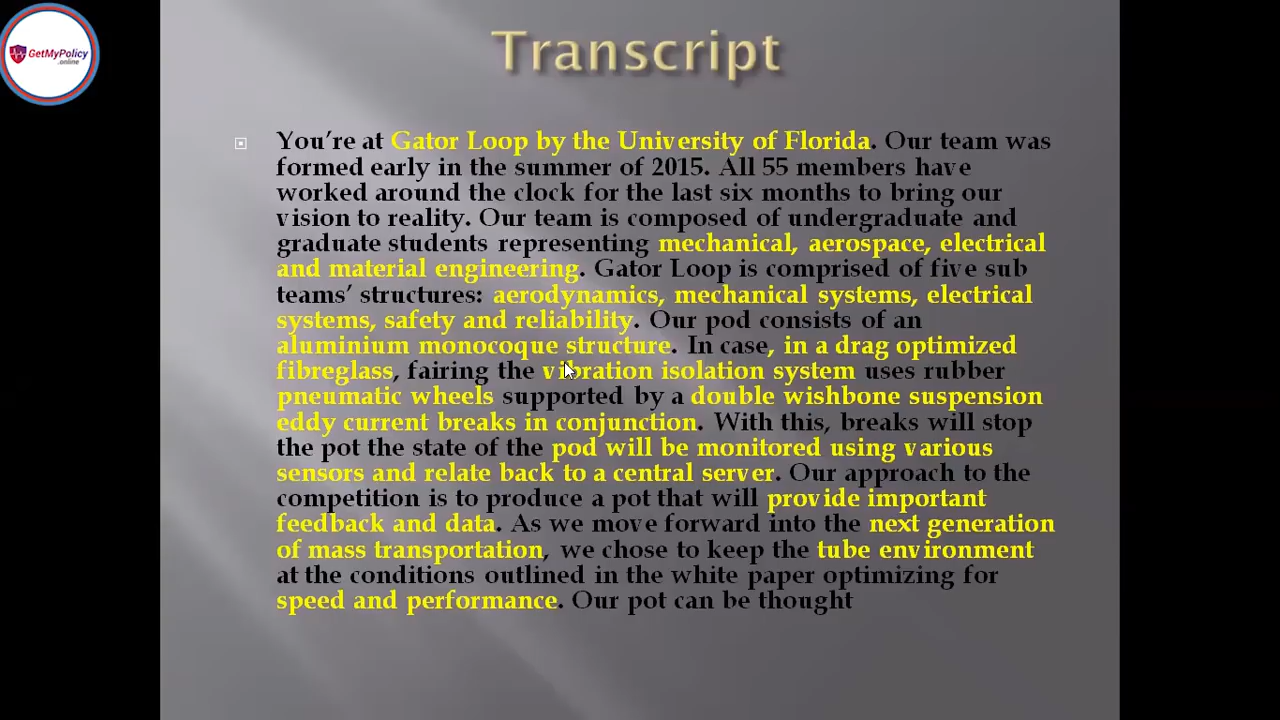 GetMyPolicy
.online
Transcript
You're at Gator Loop by the University of Florida. Our team was
formed early in the summer of 2015. All 55 members have
worked around the clock for the last six months to bring our
vision to reality. Our team is composed of undergraduate and
graduate students representing mechanical, aerospace, electrical
and material engineering. Gator Loop is comprised of five sub
teams' structures: aerodynamics, mechanical systems, electrical
systems, safety and reliability. Our pod consists of an
aluminium monocoque structure. In case, in a drag optimized
fibreglass, fairing the vibration isolation system uses rubber
pneumatic wheels supported by a double wishbone suspension
eddy current breaks in conjunction. With this, breaks will stop
the pot the state of the pod will be monitored using various
sensors and relate back to a central server. Our approach to the
competition is to produce a pot that will provide important
feedback and data. As we move forward into the next generation
of mass transportation, we chose to keep the tube environment
at the conditions outlined in the white paper optimizing for
speed and performance. Our pot can be thought